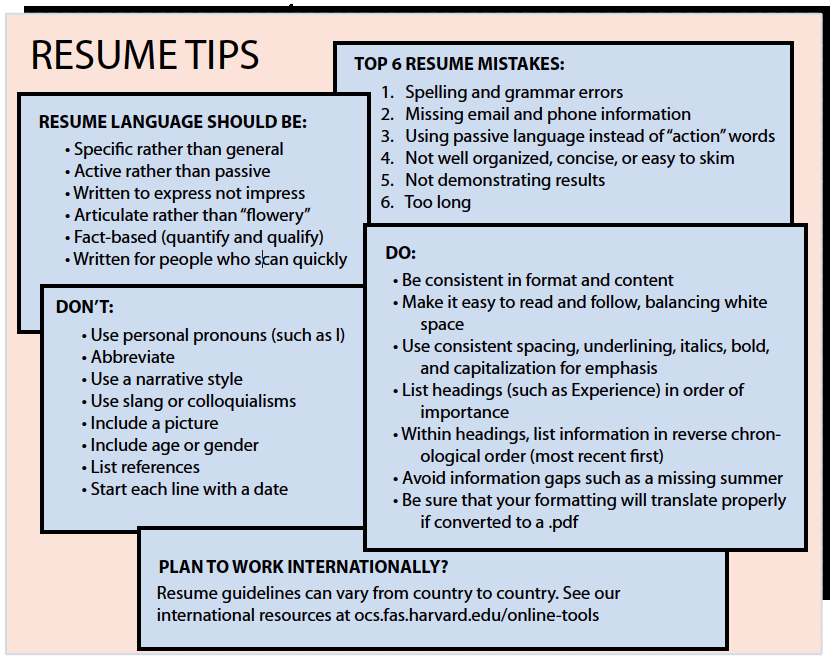 RESUME TIPS
RESUME LANGUAGE SHOULD BE:
• Specific rather than general
• Active rather than passive
• Written to express not impress
• Articulate rather than “flowery”
• Fact-based (quantify and qualify)
• Written for people who scan quickly
TOP 6 RESUME MISTAKES:
1. Spelling and grammar errors
2. Missing email and phone information
3. Using passive language instead of “action” words
4. Not well organized, concise, or easy to skim
5. Not demonstrating results
6. Too long
DON’T:
• Use personal pronouns (such as I)
• Abbreviate
• Use a narrative style
• Use slang or colloquialisms
• Include a picture
• Include age or gender
• List references
• Start each line with a date
DO:
• Be consistent in format and content
• Make it easy to read and follow, balancing white
space
• Use consistent spacing, underlining, italics, bold,
and capitalization for emphasis
• List headings (such as Experience) in order of
importance
• Within headings, list information in reverse chron-
ological order (most recent first)
• Avoid information gaps such as a missing summer
• Be sure that your formatting will translate properly
if converted to a .pdf
PLAN TO WORK INTERNATIONALLY?
Resume guidelines can vary from country to country. See our
international resources at ocs.fas.harvard.edu/online-tools